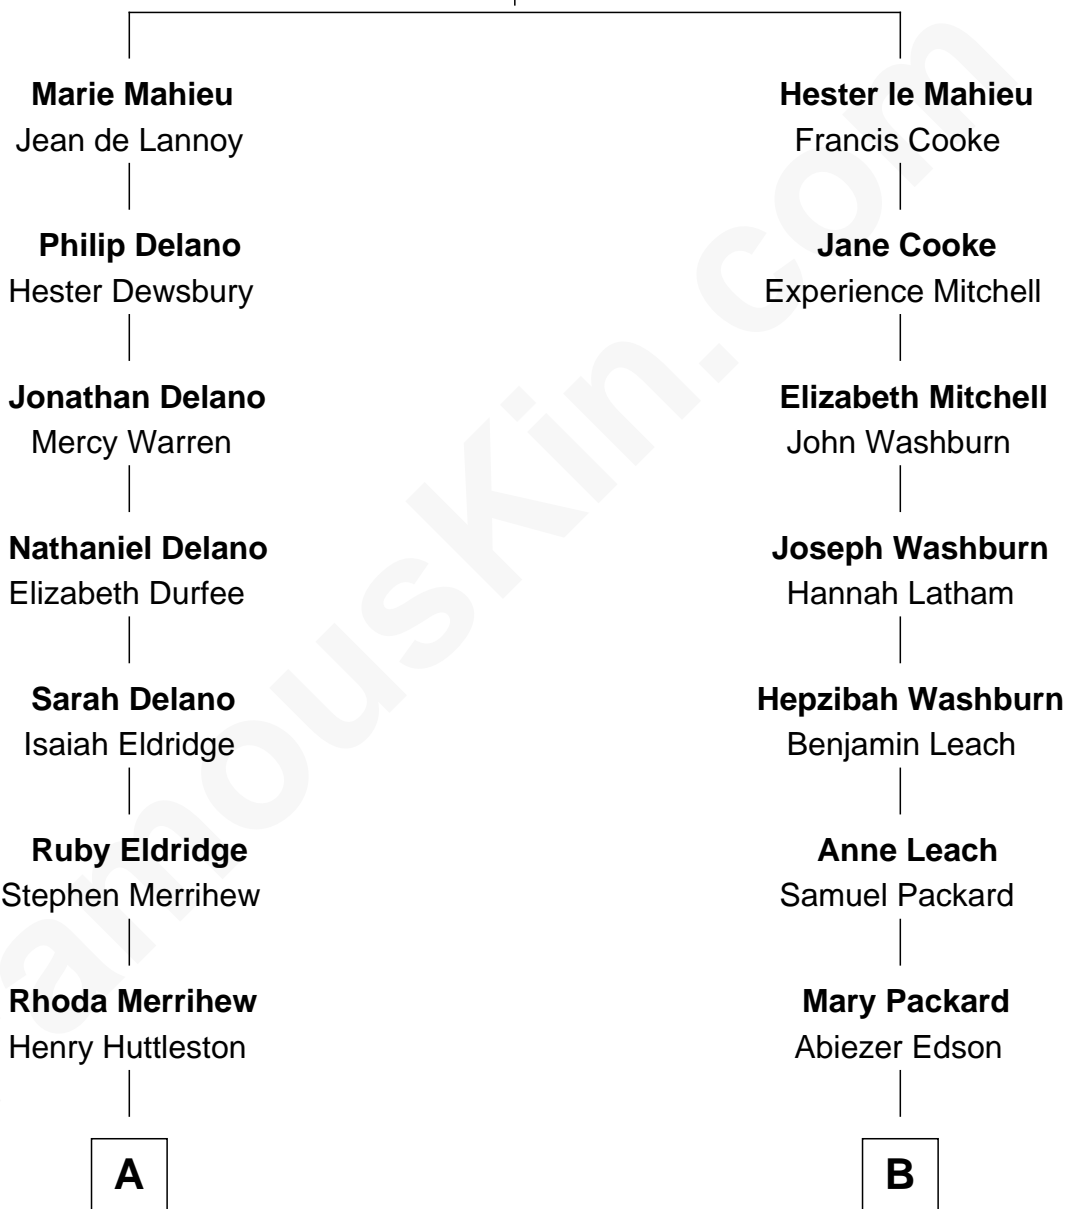 Marie Mahieu
Jean de Lannoy
Philip Delano
Hester Dewsbury
Jonathan Delano
Mercy Warren
Nathaniel Delano
Elizabeth Durfee
Sarah Delano
Isaiah Eldridge
Ruby Eldridge
Stephen Merrihew
Rhoda Merrihew
Henry Huttleston
A
Hester le Mahieu
Francis Cooke
Jane Cooke
Experience Mitchell
Elizabeth Mitchell
John Washburn
Joseph Washburn
Hannah Latham
Hepzibah Washburn
Benjamin Leach
Anne Leach
Samuel Packard
Mary Packard
Abiezer Edson
B
amousKin.com